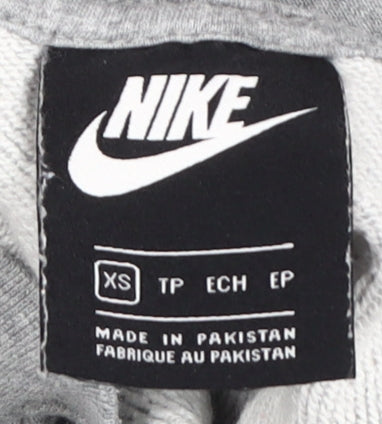 NIKE
XS TP ECH EP
MADE IN PAKISTAN
FABRIQUE AU PAKISTAN